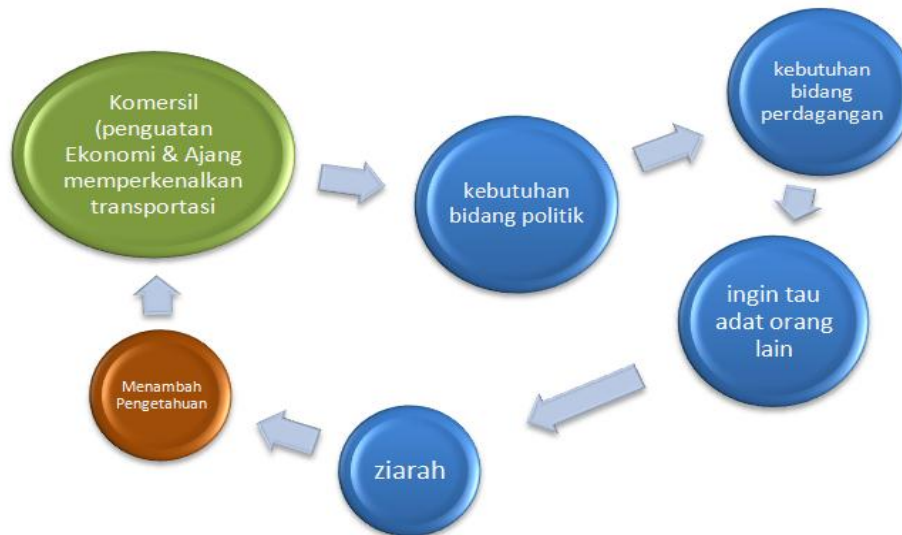 Komersil
(penguatan
Ekonomi & Ajang
memperkenalkan
transportasi
kebutuhan
bidang politik
kebutuhan
bidang
perdagangan
ingin tau
adat orang
lain
ziarah
Menambah
Pengetahuan